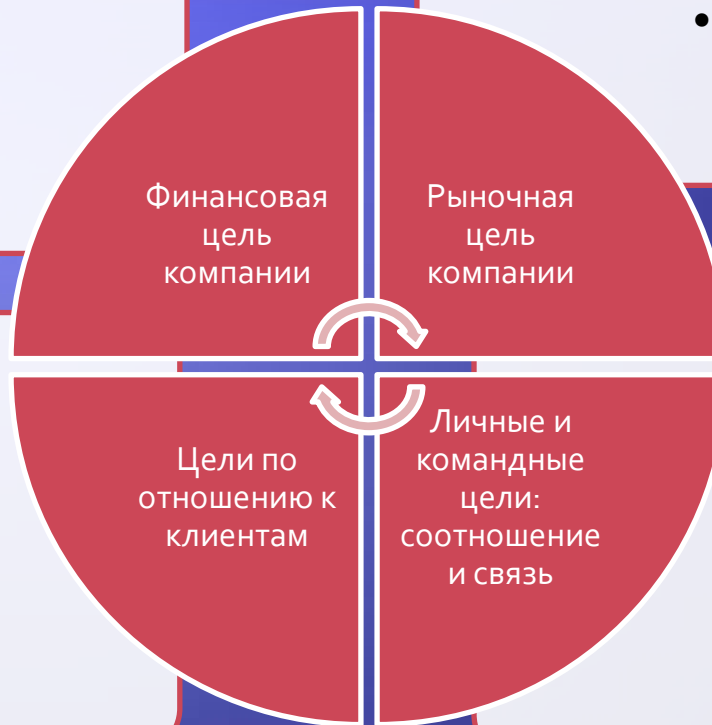 Финансовая
цель
компании
Рыночная
цель
компании
Цели по
отношению к
клиентам
Личные и
командные
цели:
соотношение
и связь